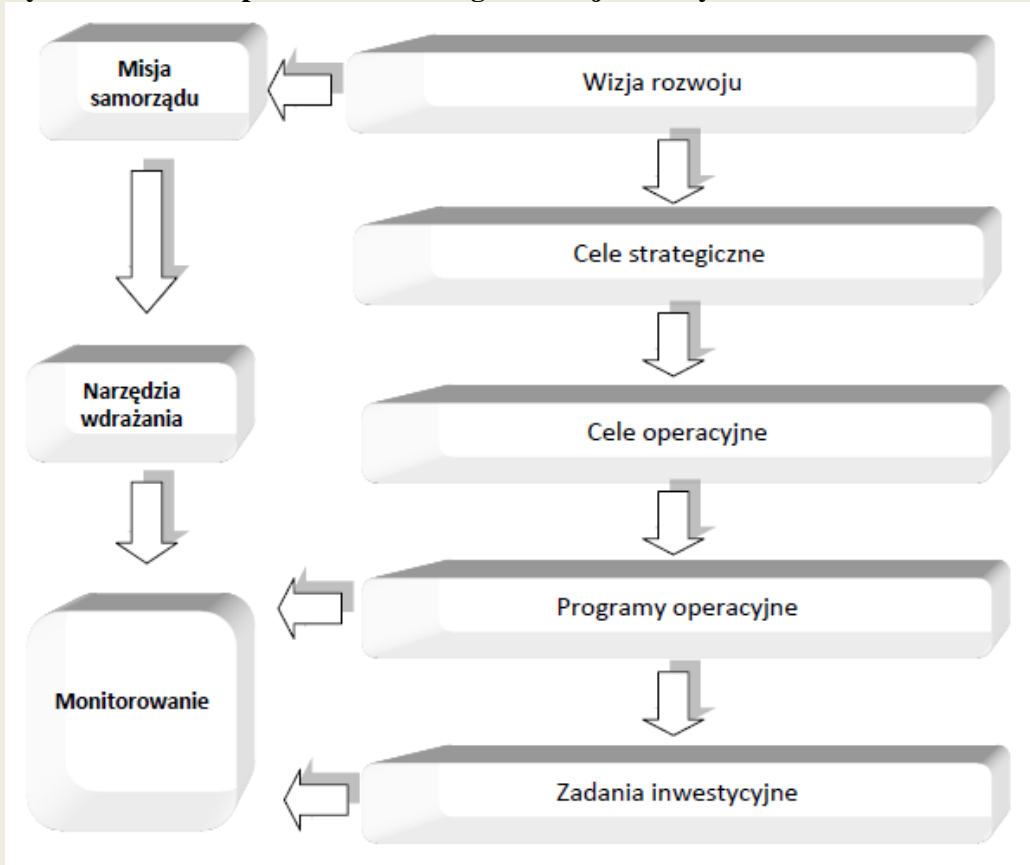 Misja
samorządu
Wizja rozwoju
Cele strategiczne
Narzędzia
wdrażania
Cele operacyjne
Programy operacyjne
Monitorowanie
Zadania inwestycyjne